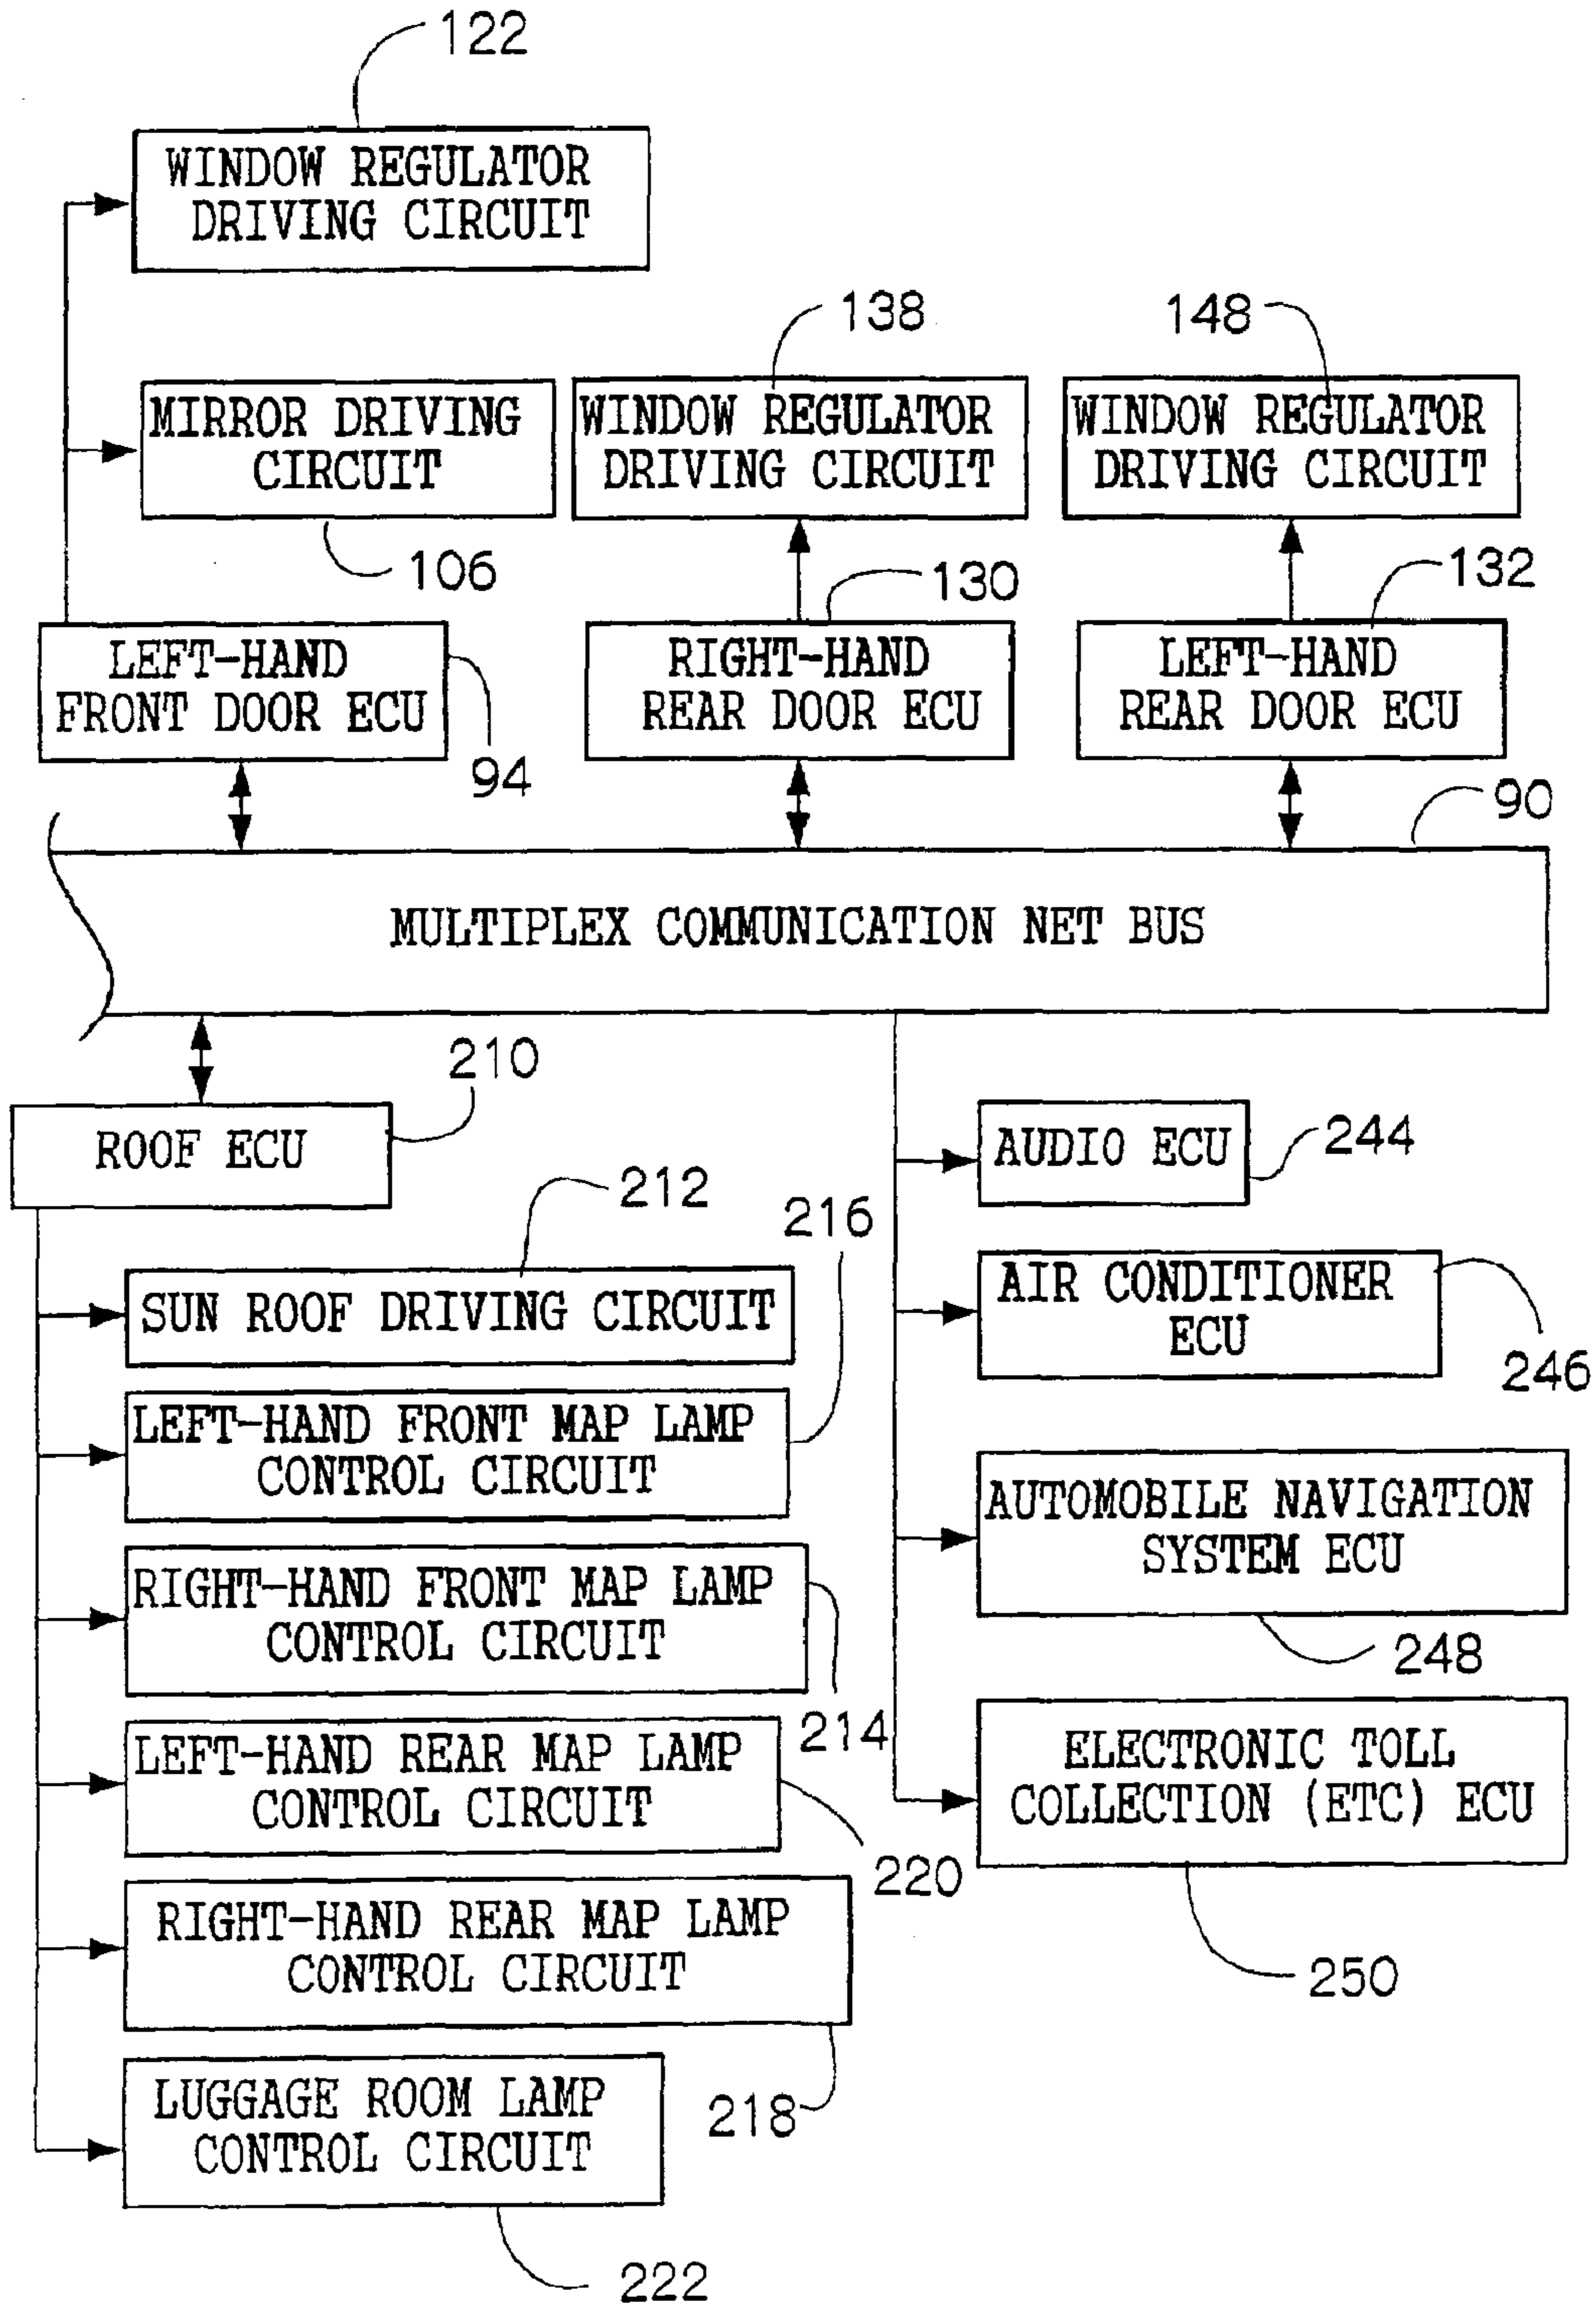 122
WINDOW REGULATOR
DRIVING CIRCUIT
138
148
MIRROR DRIVING
CIRCUIT
WINDOW REGULATOR
DRIVING CIRCUIT
WINDOW REGULATOR
DRIVING CIRCUIT
106
130
132
LEFT-HAND
FRONT DOOR ECU
RIGHT-HAND
REAR DOOR ECU
LEFT-HAND
REAR DOOR ECU
94
90
MULTIPLEX COMMUNICATION NET BUS
210
ROOF ECU
AUDIO ECU
244
212
216
SUN ROOF DRIVING CIRCUIT
AIR CONDITIONER
ECU
246
LEFT-HAND FRONT MAP LAMP
CONTROL CIRCUIT
AUTOMOBILE NAVIGATION
SYSTEM ECU
248
RIGHT-HAND FRONT MAP LAMP
CONTROL CIRCUIT
214
LEFT-HAND REAR MAP LAMP
CONTROL CIRCUIT
220
ELECTRONIC TOLL
COLLECTION (ETC) ECU
250
RIGHT-HAND REAR MAP LAMP
CONTROL CIRCUIT
218
LUGGAGE ROOM LAMP
CONTROL CIRCUIT
222